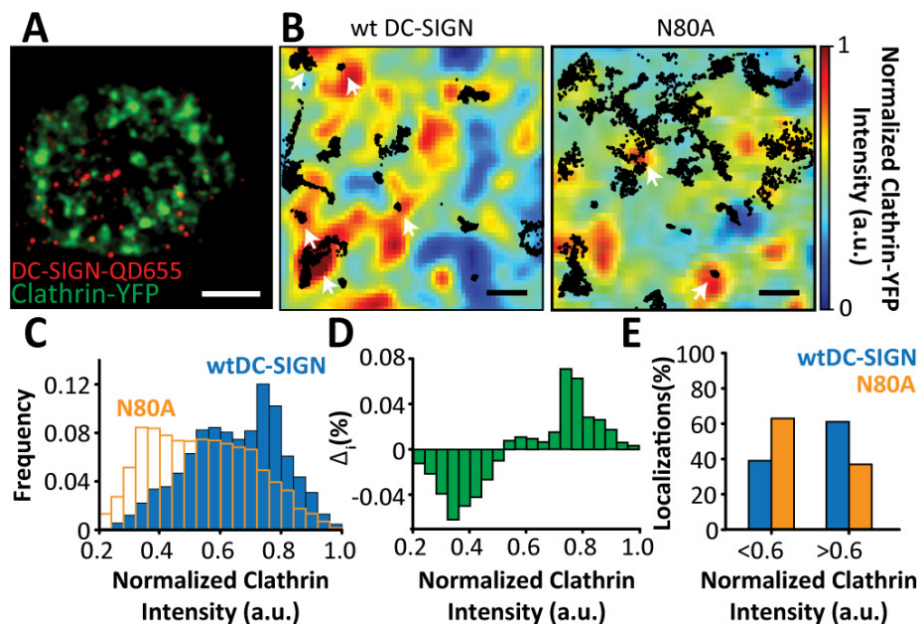 A
DC-SIGN-QD655
Clathrin-YFP
B
wt DC-SIGN
N80A
1
0
Normalized Clathrin-YFP
Intensity (a.u.)
C
wtDC-SIGN
N80A
Frequency
0.12
0.08
0.04
0
0.2 0.4 0.6 0.8 1.0
Normalized Clathrin
Intensity (a.u.)
D
Δi(%)
0.08
0.04
0
-0.04
0.2 0.4 0.6 0.8 1.0
Normalized Clathrin
Intensity (a.u.)
E
wtDC-SIGN
N80A
Localizations(%)
100
80
60
40
20
0
<0.6 >0.6
Normalized Clathrin
Intensity (a.u.)